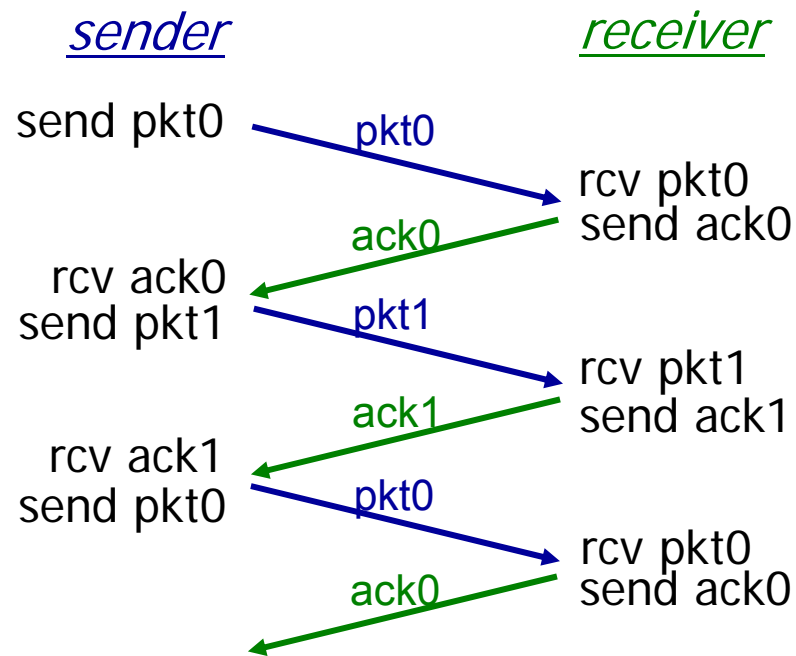 sender
receiver
send pkt0
pkt0
rcv pkt0
send ack0
ack0
rcv ack0
send pkt1
pkt1
rcv pkt1
send ack1
ack1
rcv ack1
send pkt0
pkt0
rcv pkt0
send ack0
ack0